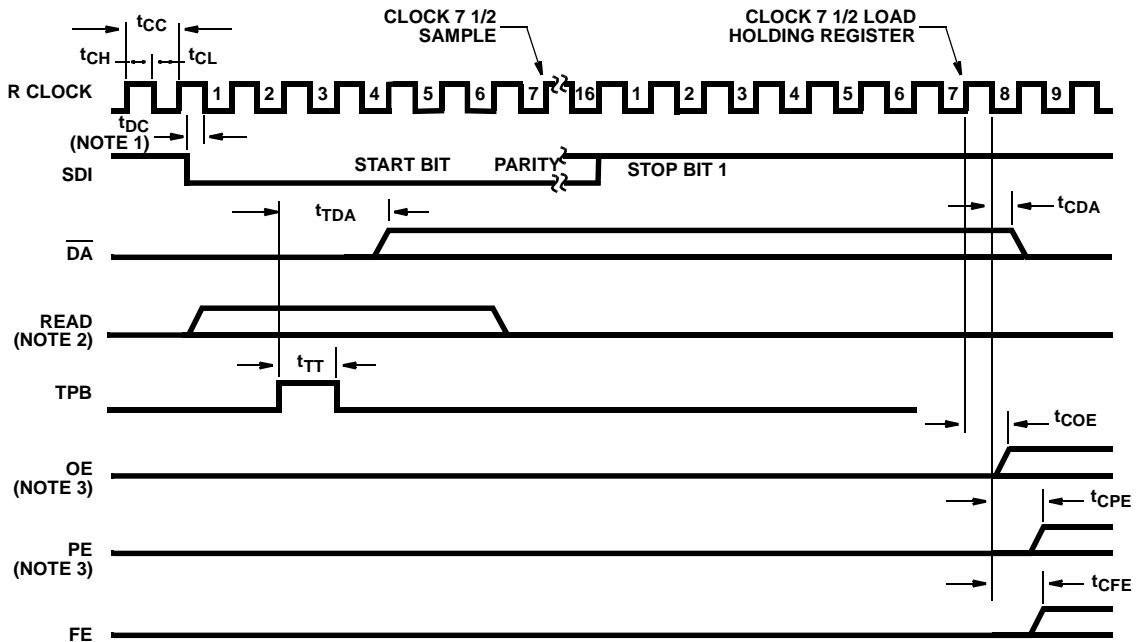 tCC
CLOCK 7 1/2
SAMPLE
CLOCK 7 1/2 LOAD
HOLDING REGISTER
tCH
tCL
R CLOCK
1 2 3 4 5 6 7 16 1 2 3 4 5 6 7 8 9
tDC
(NOTE 1)
SDI
START BIT
PARITY
STOP BIT 1
tTDA
tCDA
DA
READ
(NOTE 2)
tTT
TPB
tCOE
OE
(NOTE 3)
tCPE
PE
(NOTE 3)
tCFE
FE